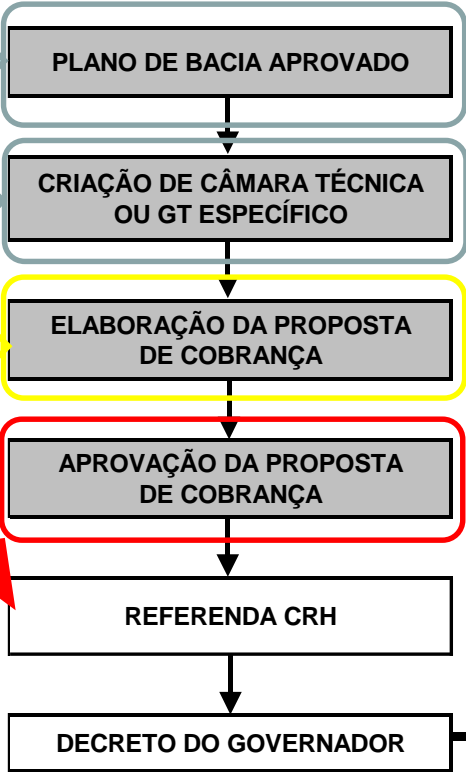 PLANO DE BACIA APROVADO
CRIAÇÃO DE CÂMARA TÉCNICA
OU GT ESPECÍFICO
ELABORAÇÃO DA PROPOSTA
DE COBRANÇA
APROVAÇÃO DA PROPOSTA
DE COBRANÇA
REFERENDA CRH
DECRETO DO GOVERNADOR